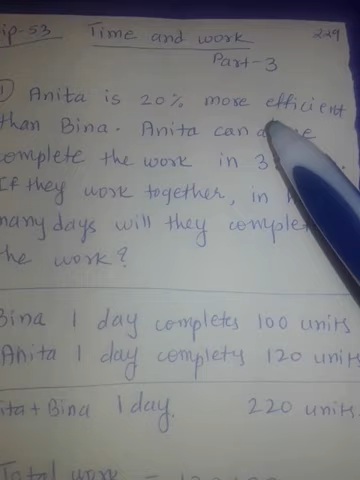 ip-53 Time and work 229
Part-3
1) Anita is 20% more efficient
than Bina. Anita can
complete the work in 3
If they work together, in
many days will they comple
the work?
Bina 1 day completes 100 units
Anita 1 day completes 120 units
ita + Bina 1 day. 220 units.
Total work =